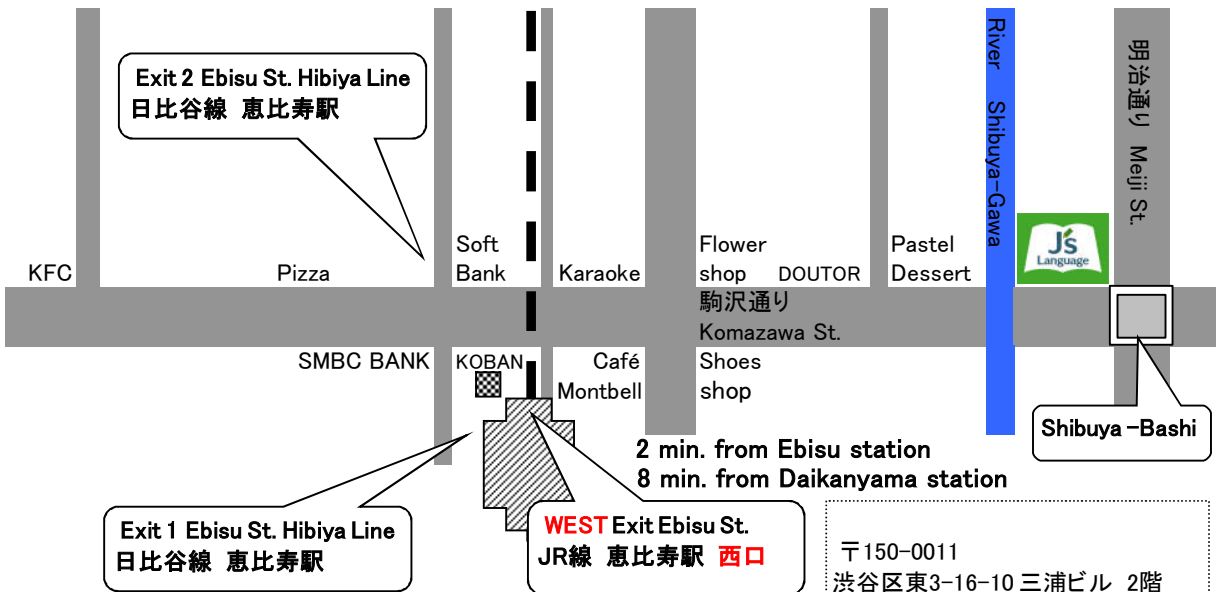 Exit 2 Ebisu St. Hibiya Line
日比谷線 恵比寿駅
River Shibuya-Gawa
明治通り Meiji St.
KFC
Pizza
Soft
Bank
Karaoke
Flower
shop
DOUTOR
Pastel
Dessert
J's
Language
駒沢通り
Komazawa St.
SMBC BANK
KOBAN
Café
Montbell
Shoes
shop
Shibuya-Bashi
2 min. from Ebisu station
8 min. from Daikanyama station
Exit 1 Ebisu St. Hibiya Line
日比谷線 恵比寿駅
WEST Exit Ebisu St.
JR線 恵比寿駅 西口
〒150-0011
渋谷区東3-16-10 三浦ビル 2階